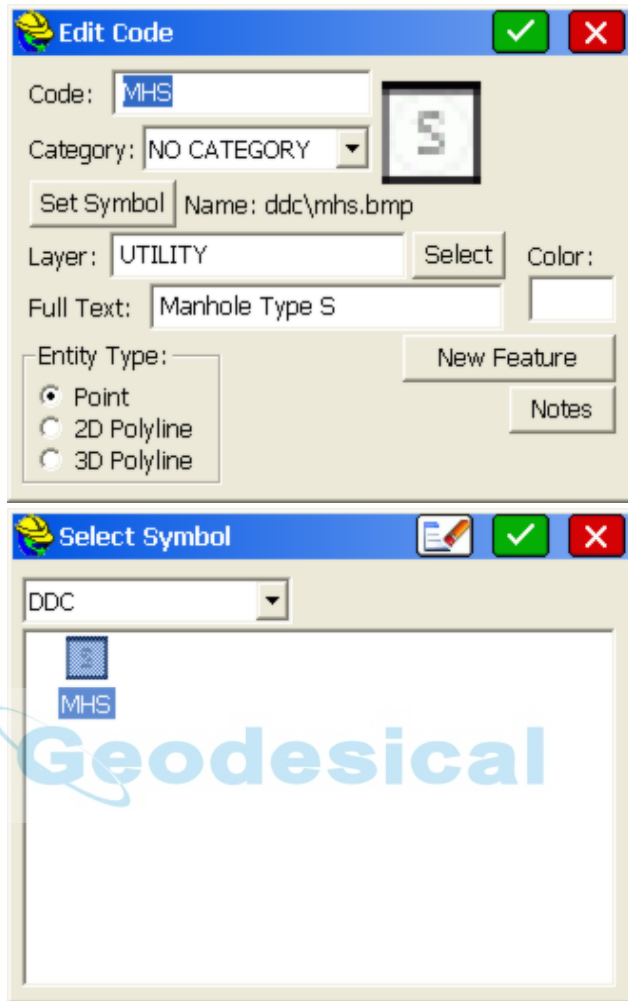 Edit Code
Code: MHS
S
Category: NO CATEGORY
Set Symbol Name: ddc\mhs.bmp
Layer: UTILITY Select Color:
Full Text: Manhole Type S
Entity Type: New Feature
Point Notes
2D Polyline
3D Polyline
Select Symbol
DDC
S
MHS
Geodesical